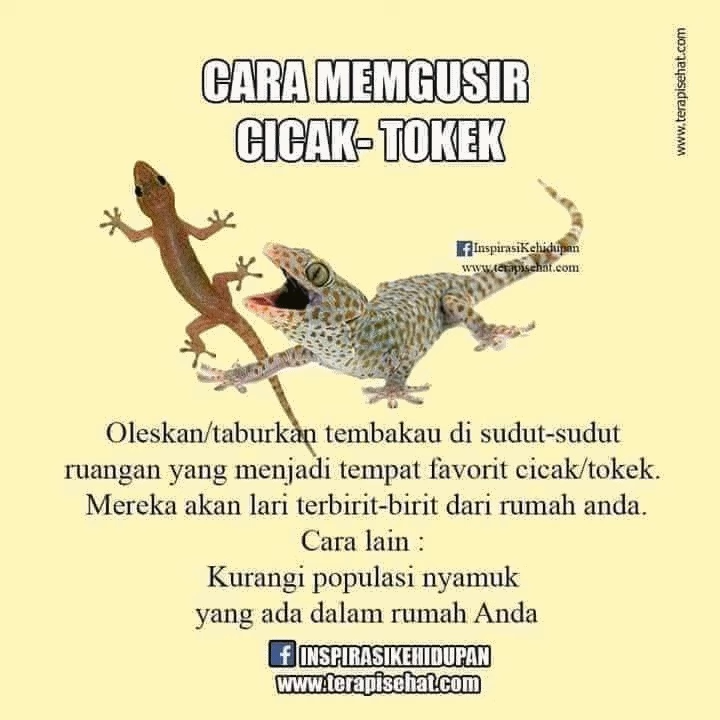 www.terapisehat.com
CARA MEMGUSIR
CICAK- TOKEK
f InspirasiKehidupan
www.terapisehat.com
Oleskan/taburkan tembakau di sudut-sudut
ruangan yang menjadi tempat favorit cicak/tokek.
Mereka akan lari terbirit-birit dari rumah anda.
Cara lain :
Kurangi populasi nyamuk
yang ada dalam rumah Anda
f INSPIRASIKEHIDUPAN
www.terapisehat.com